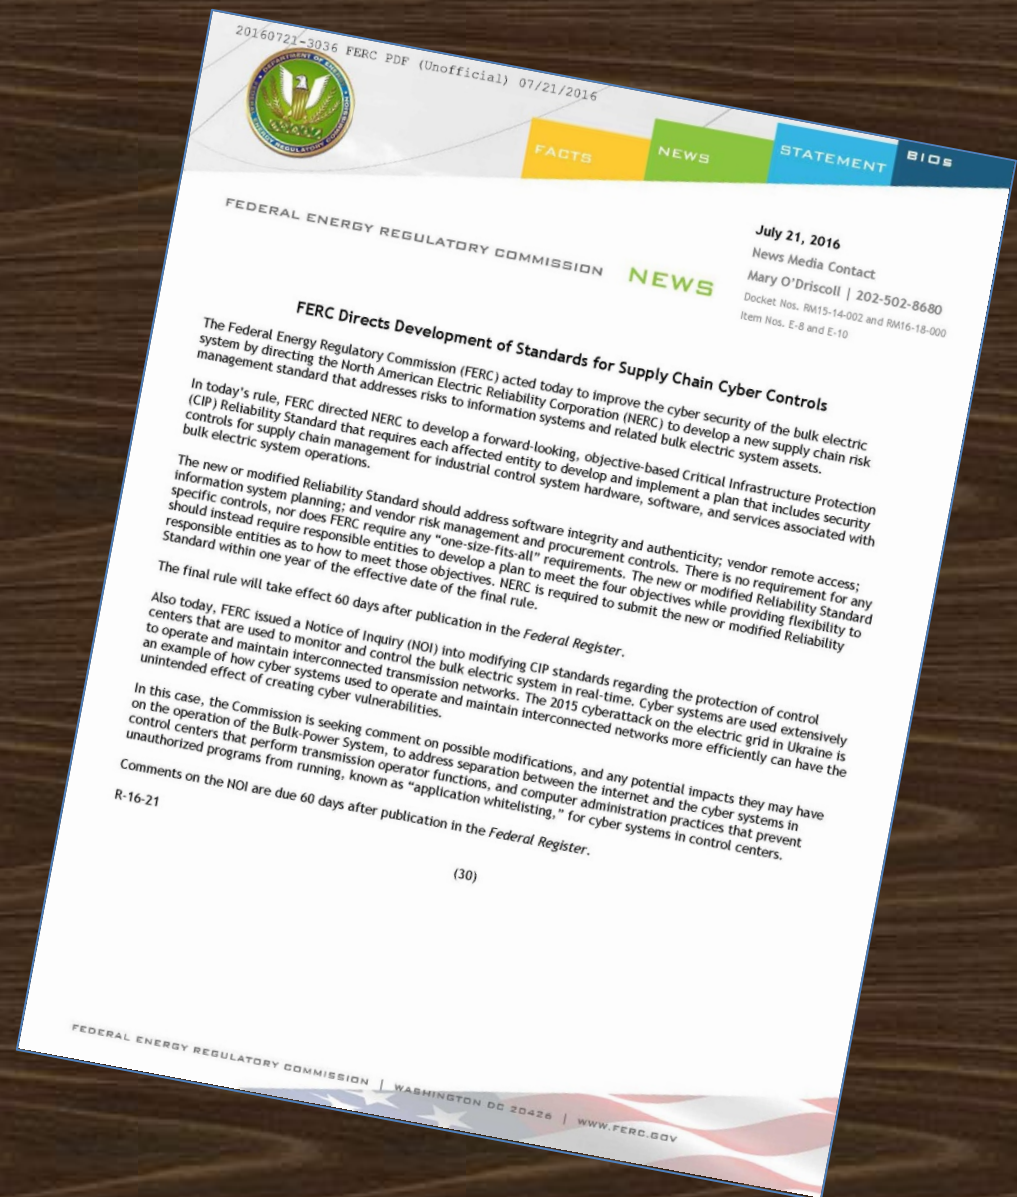 20160721-3036 FERC PDF (Unofficial) 07/21/2016
FACTS
NEWS
STATEMENT
BIOs
FEDERAL ENERGY REGULATORY COMMISSION
NEWS
July 21, 2016
News Media Contact
Mary O'Driscoll | 202-502-8680
Docket Nos. RM15-14-002 and RM16-18-000
Item Nos. E-8 and E-10
FERC Directs Development of Standards for Supply Chain Cyber Controls
The Federal Energy Regulatory Commission (FERC) acted today to improve the cyber security of the bulk electric
system by directing the North American Electric Reliability Corporation (NERC) to develop a new supply chain risk
management standard that addresses risks to information systems and related bulk electric system assets.
In today's rule, FERC directed NERC to develop a forward-looking, objective-based Critical Infrastructure Protection
(CIP) Reliability Standard that requires each affected entity to develop and implement a plan that includes security
controls for supply chain management for industrial control system hardware, software, and services associated with
bulk electric system operations.
The new or modified Reliability Standard should address software integrity and authenticity; vendor remote access;
information system planning; and vendor risk management and procurement controls. There is no requirement for any
specific controls, nor does FERC require any "one-size-fits-all" requirements. The new or modified Reliability Standard
should instead require responsible entities to develop a plan to meet the four objectives while providing flexibility to
responsible entities as to how to meet those objectives. NERC is required to submit the new or modified Reliability
Standard within one year of the effective date of the final rule.
The final rule will take effect 60 days after publication in the Federal Register.
Also today, FERC issued a Notice of Inquiry (NOI) into modifying CIP standards regarding the protection of control
centers that are used to monitor and control the bulk electric system in real-time. Cyber systems are used extensively
to operate and maintain interconnected transmission networks. The 2015 cyberattack on the electric grid in Ukraine is
an example of how cyber systems used to operate and maintain interconnected networks more efficiently can have the
unintended effect of creating cyber vulnerabilities.
In this case, the Commission is seeking comment on possible modifications, and any potential impacts they may have
on the operation of the Bulk-Power System, to address separation between the internet and the cyber systems in
control centers that perform transmission operator functions, and computer administration practices that prevent
unauthorized programs from running, known as "application whitelisting," for cyber systems in control centers.
Comments on the NOI are due 60 days after publication in the Federal Register.
R-16-21
(30)
FEDERAL ENERGY REGULATORY COMMISSION | WASHINGTON DC 20426 | WWW.FERC.GOV